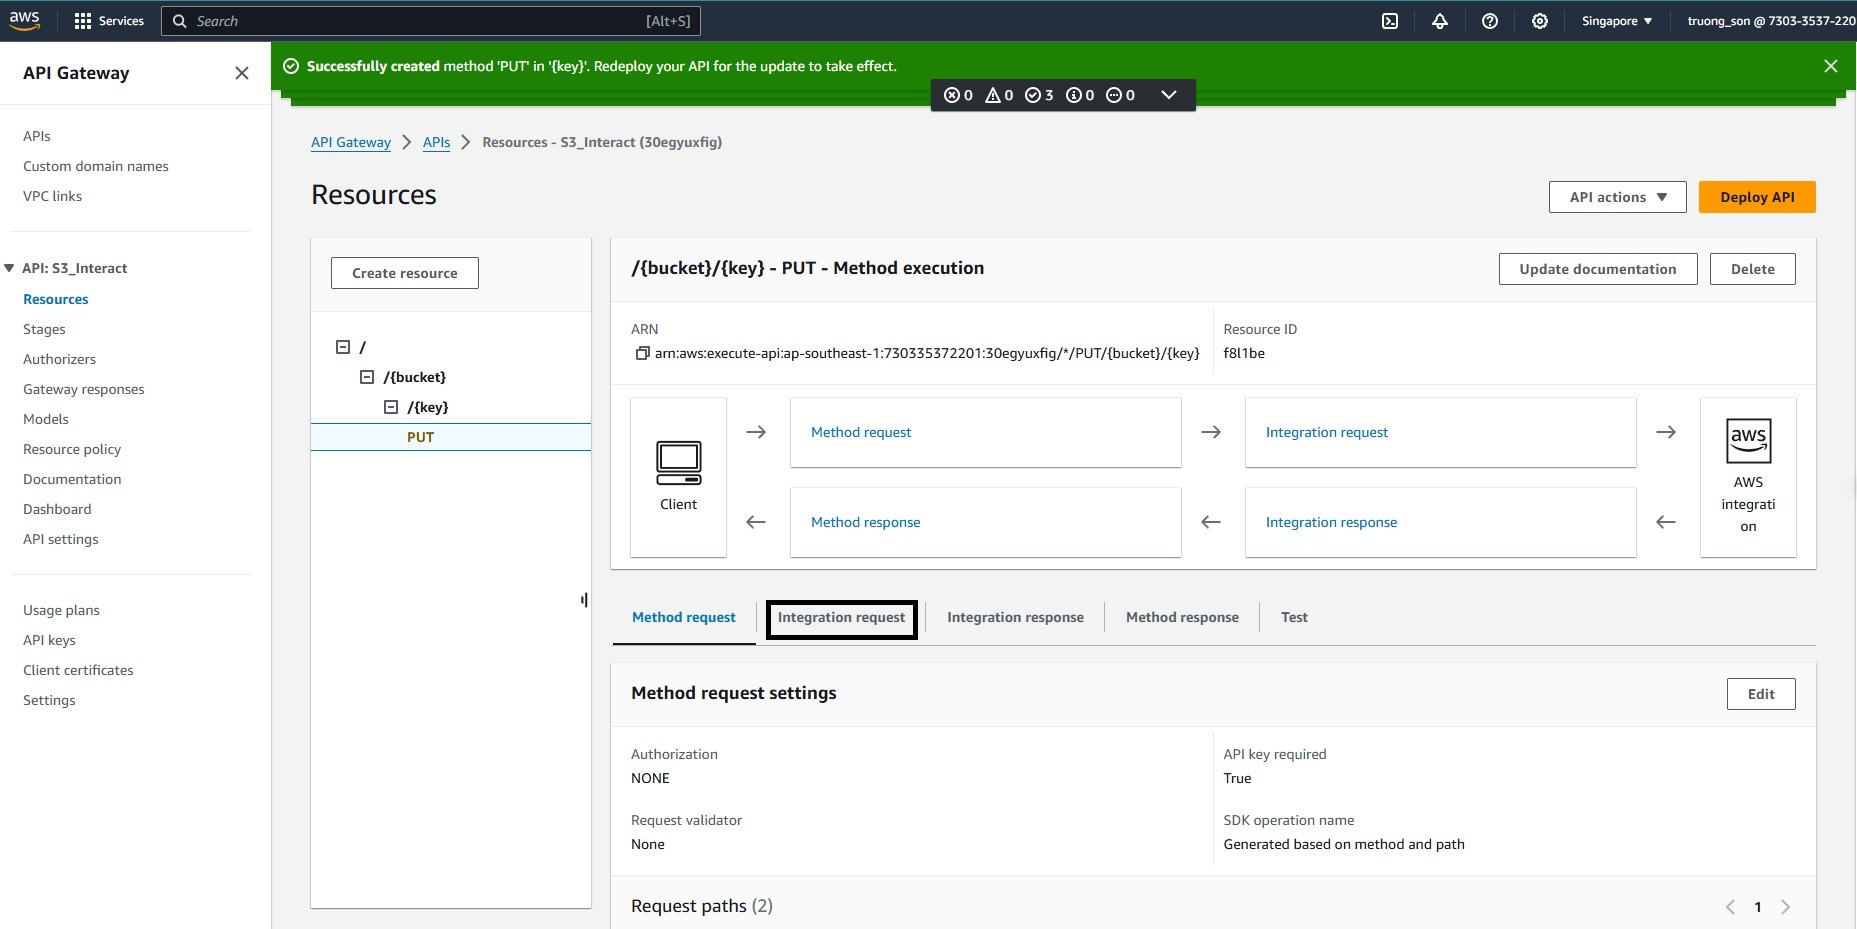 aws Services Search [Alt+S] Singapore ▼ truong_son @ 7303-3537-220
API Gateway
Successfully created method 'PUT' in '{key}'. Redeploy your API for the update to take effect.
0 0 3 0 0
APIs
Custom domain names
VPC links
API: S3_Interact
Resources
Stages
Authorizers
Gateway responses
Models
Resource policy
Documentation
Dashboard
API settings
Usage plans
API keys
Client certificates
Settings
API Gateway > APIs > Resources - S3_Interact (30egyuxfig)
Resources
API actions ▼ Deploy API
Create resource
/
/{bucket}
/{key}
PUT
/{bucket}/{key} - PUT - Method execution
Update documentation Delete
ARN
arn:aws:execute-api:ap-southeast-1:730335372201:30egyuxfig/*/PUT/{bucket}/{key}
Resource ID
f8l1be
Client
Method request
Integration request
Method response
Integration response
aws
AWS
integrati
on
Method request Integration request Integration response Method response Test
Method request settings
Edit
Authorization
NONE
API key required
True
Request validator
None
SDK operation name
Generated based on method and path
Request paths (2)
< 1 >